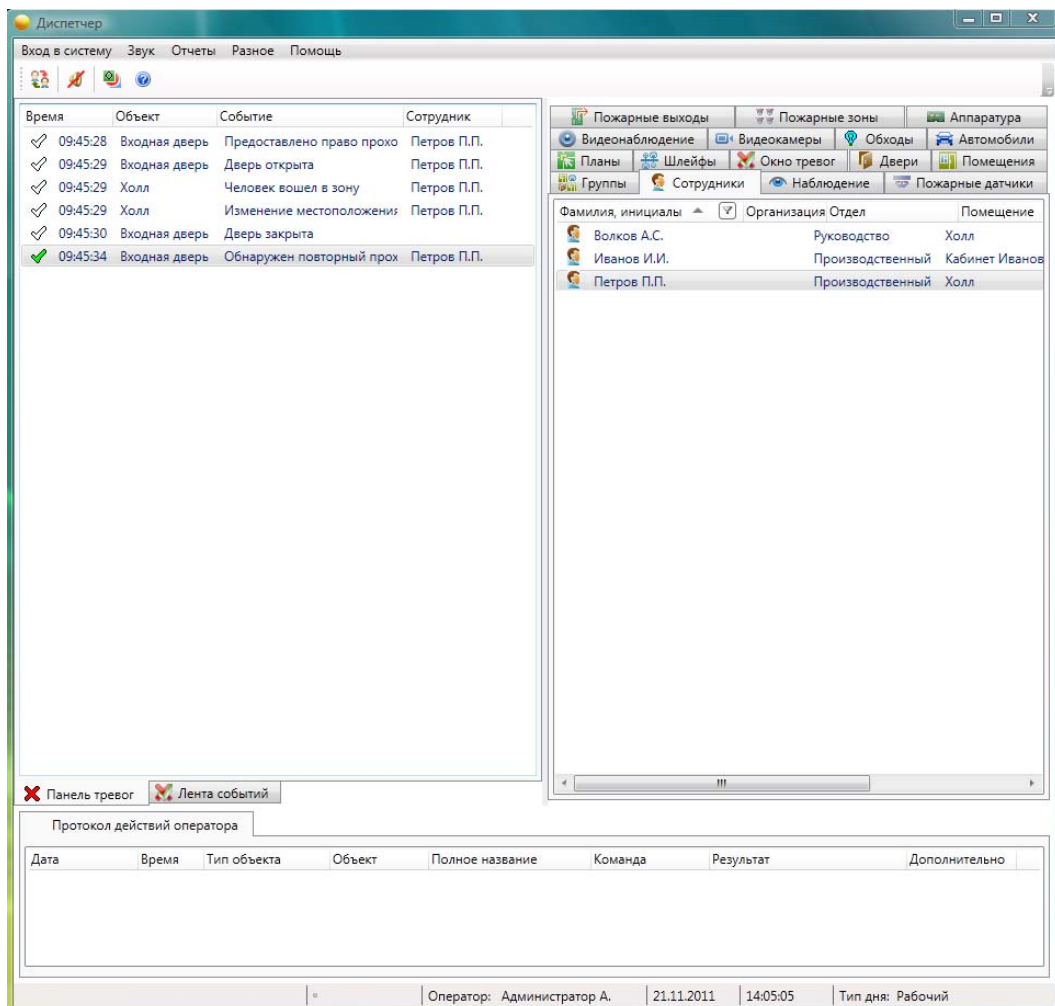 Диспетчер
Вход в систему Звук Отчеты Разное Помощь
Время Объект Событие Сотрудник
09:45:28 Входная дверь Предоставлено право прохо Петров П.П.
09:45:29 Входная дверь Дверь открыта Петров П.П.
09:45:29 Холл Человек вошел в зону Петров П.П.
09:45:29 Холл Изменение местоположения Петров П.П.
09:45:30 Входная дверь Дверь закрыта
09:45:34 Входная дверь Обнаружен повторный прох Петров П.П.
Панель тревог Лента событий
Пожарные выходы Пожарные зоны Аппаратура
Видеонаблюдение Видеокамеры Обходы Автомобили
Планы Шлейфы Окно тревог Двери Помещения
Группы Сотрудники Наблюдение Пожарные датчики
Фамилия, инициалы Организация Отдел Помещение
Волков А.С. Руководство Холл
Иванов И.И. Производственный Кабинет Иванов
Петров П.П. Производственный Холл
Протокол действий оператора
Дата Время Тип объекта Объект Полное название Команда Результат Дополнительно
Оператор: Администратор А. 21.11.2011 14:05:05 Тип дня: Рабочий